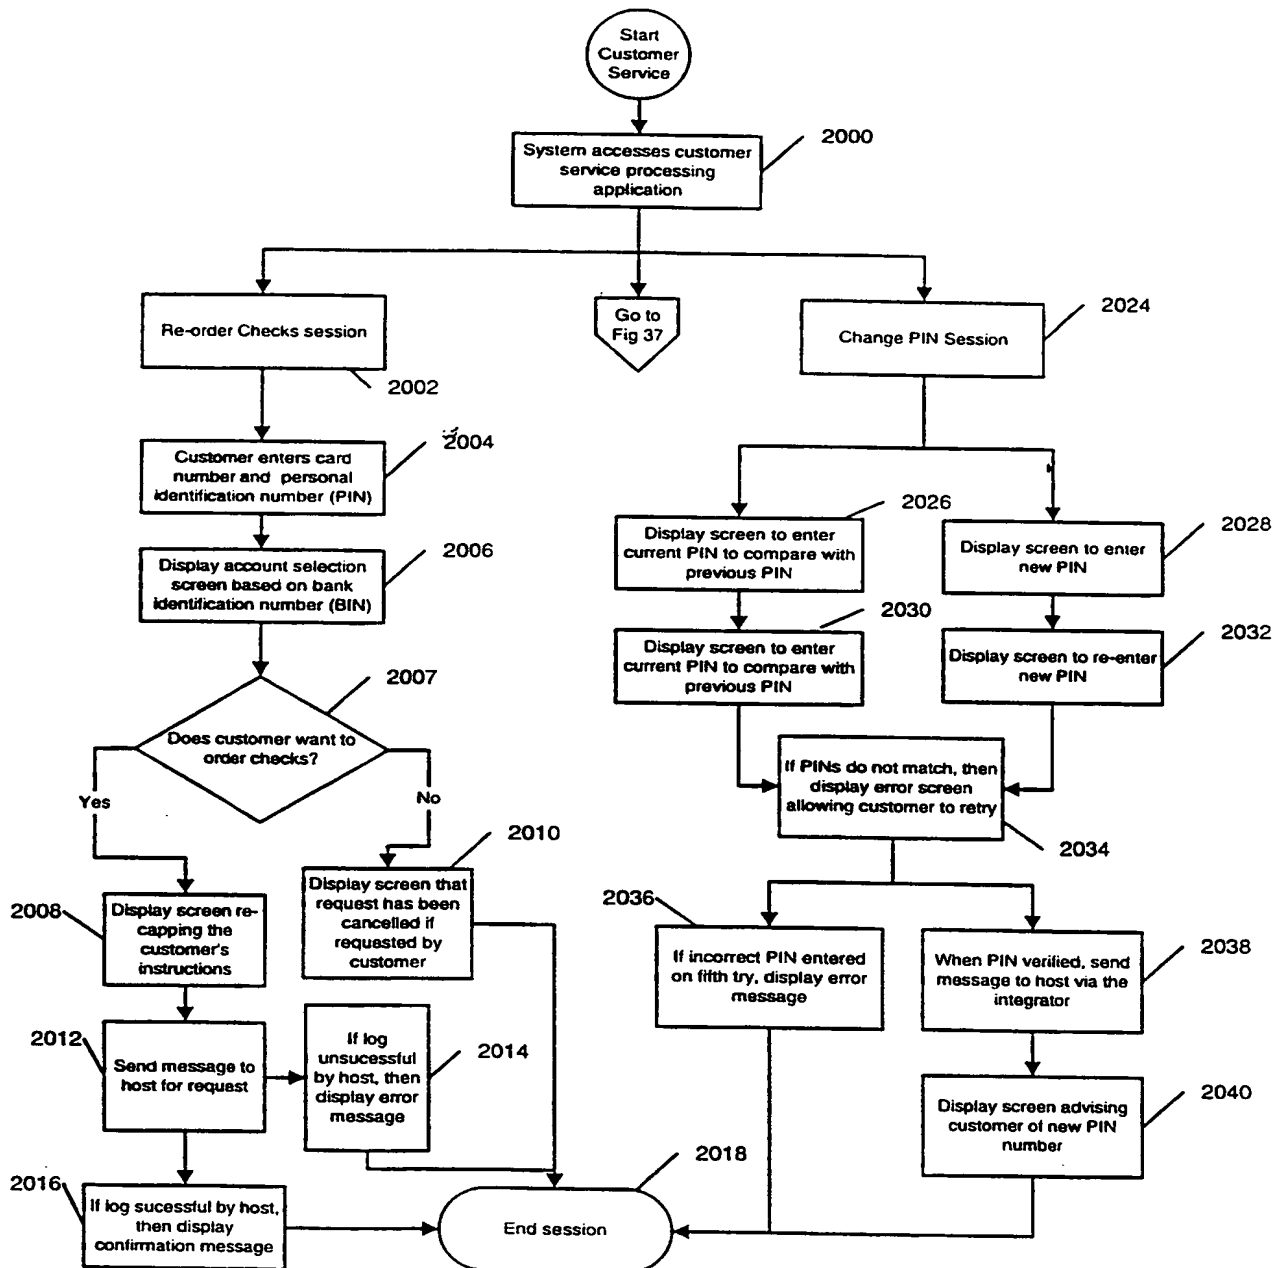 Start
Customer
Service
System accesses customer
service processing
application
2000
Re-order Checks session
2002
Go to
Fig 37
Change PIN Session
2024
Customer enters card
number and personal
identification number (PIN)
2004
Display account selection
screen based on bank
identification number (BIN)
2006
Display screen to enter
current PIN to compare with
previous PIN
2026
Display screen to enter
new PIN
2028
Display screen to enter
current PIN to compare with
previous PIN
2030
Display screen to re-enter
new PIN
2032
Does customer want to
order checks?
2007
Yes
No
If PINs do not match, then
display error screen
allowing customer to retry
2034
2008
Display screen re-
capping the
customer's
instructions
Display screen that
request has been
cancelled if
requested by
customer
2010
2036
If incorrect PIN entered
on fifth try, display error
message
When PIN verified, send
message to host via the
integrator
2038
2012
Send message to
host for request
If log
unsucessful
by host, then
display error
message
2014
Display screen advising
customer of new PIN
number
2040
2016
If log sucessful by host,
then display
confirmation message
End session
2018